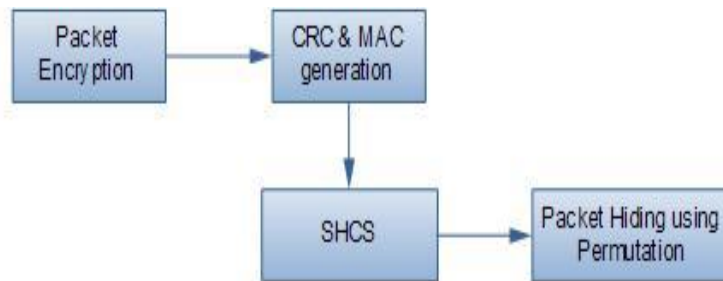 Packet
Encryption
CRC & MAC
generation
SHCS
Packet Hiding using
Permutation